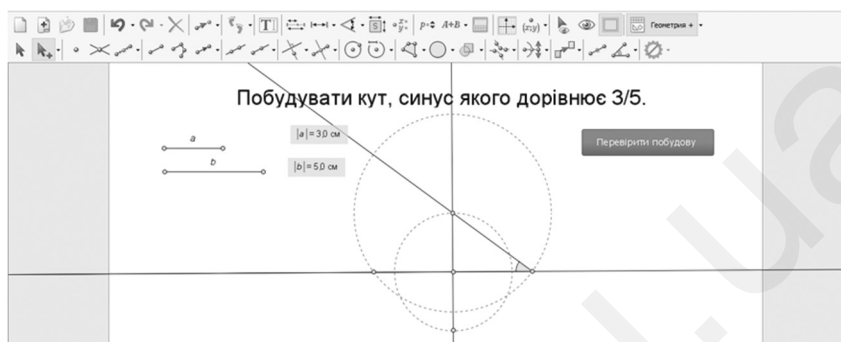 Геометрия +
Побудувати кут, синус якого дорівнює 3/5.
a
|a| = 3,0 см
b
|b| = 5,0 см
Перевірити побудову